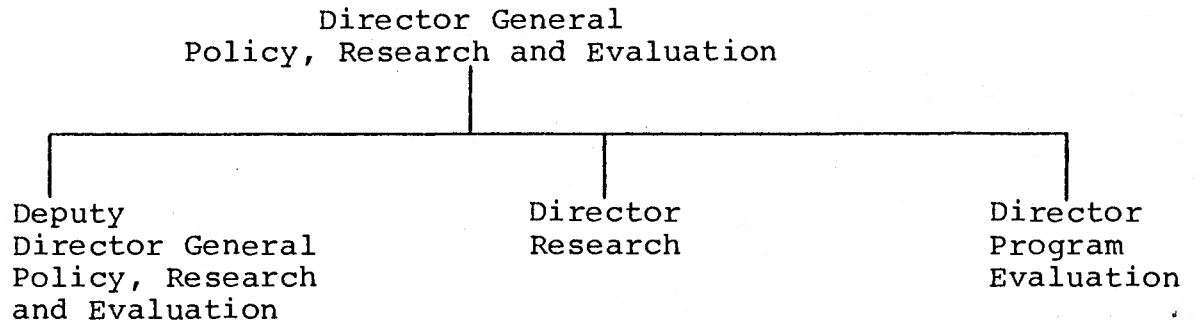 Director General
Policy, Research and Evaluation
Deputy
Director General
Policy, Research
and Evaluation
Director
Research
Director
Program
Evaluation